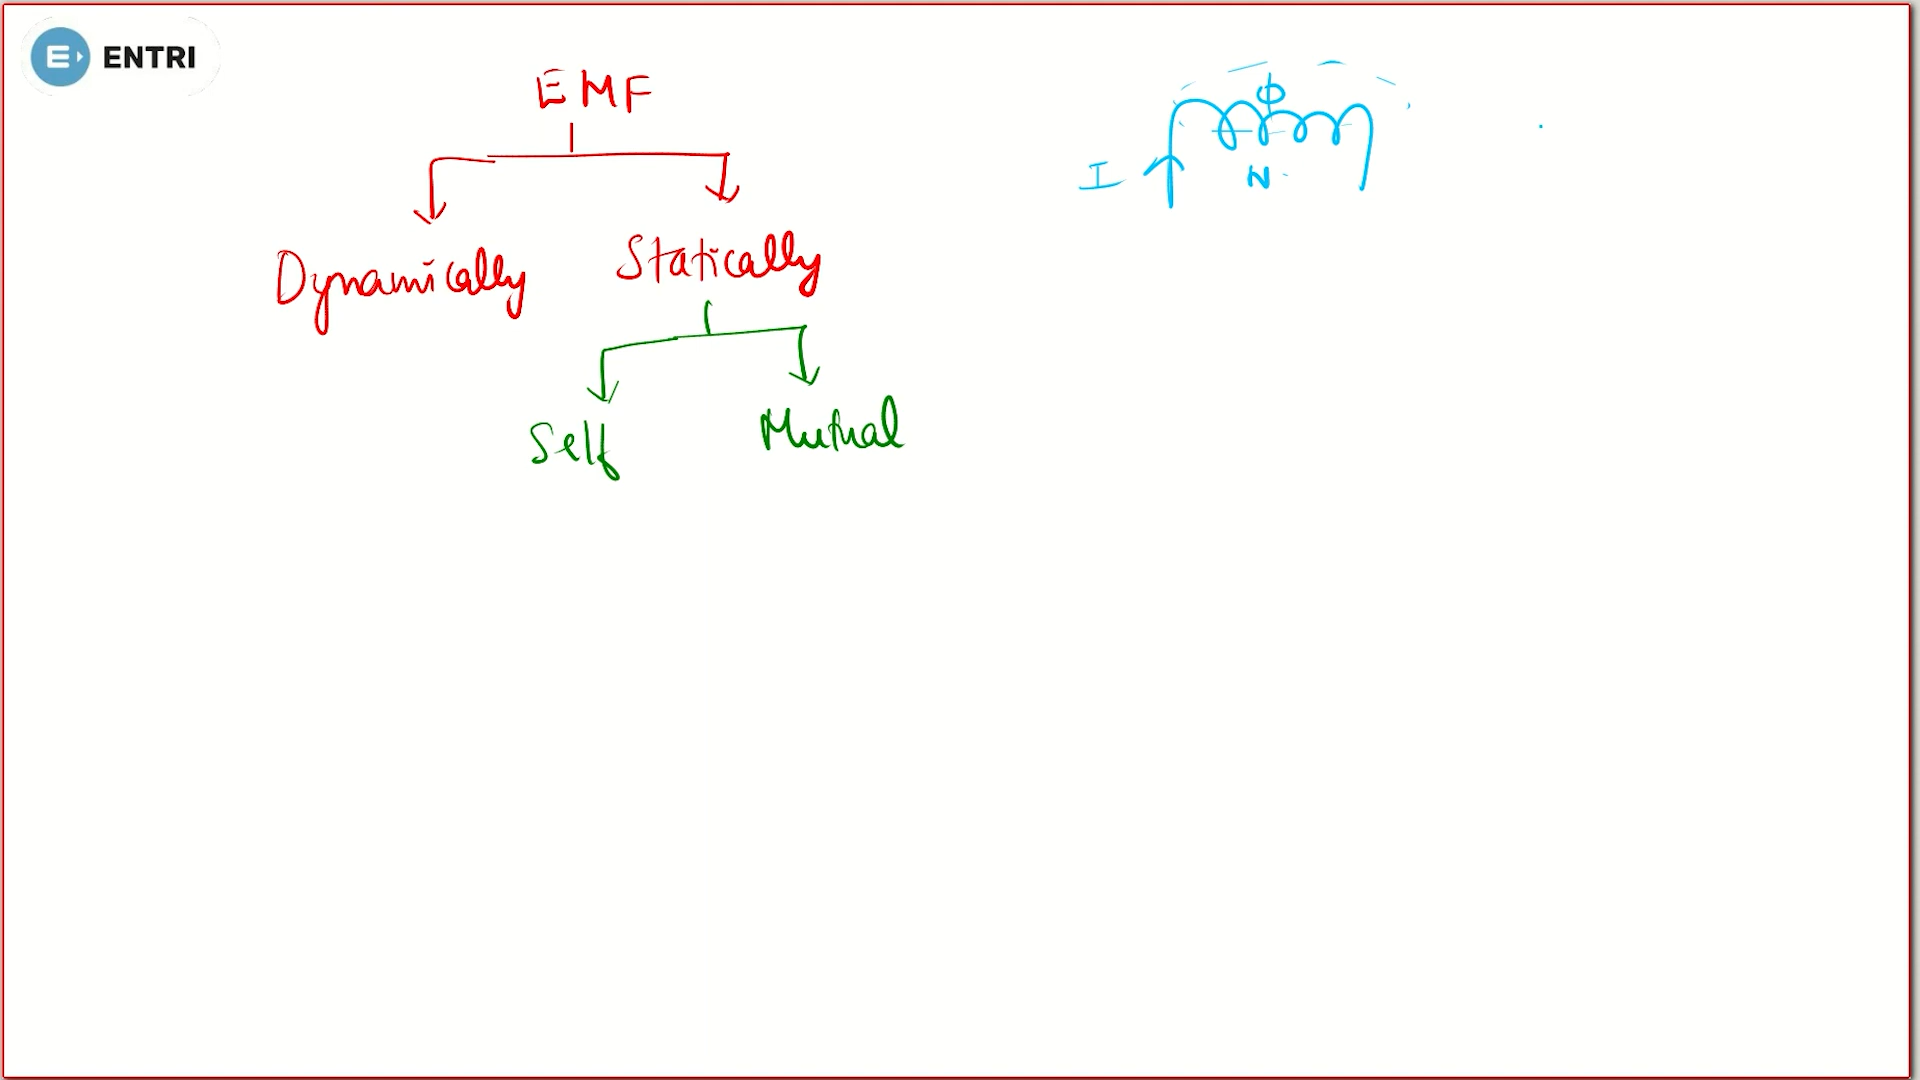 ENTRI
EMF
Dynamically Statically
Self Mutual
Φ
I N